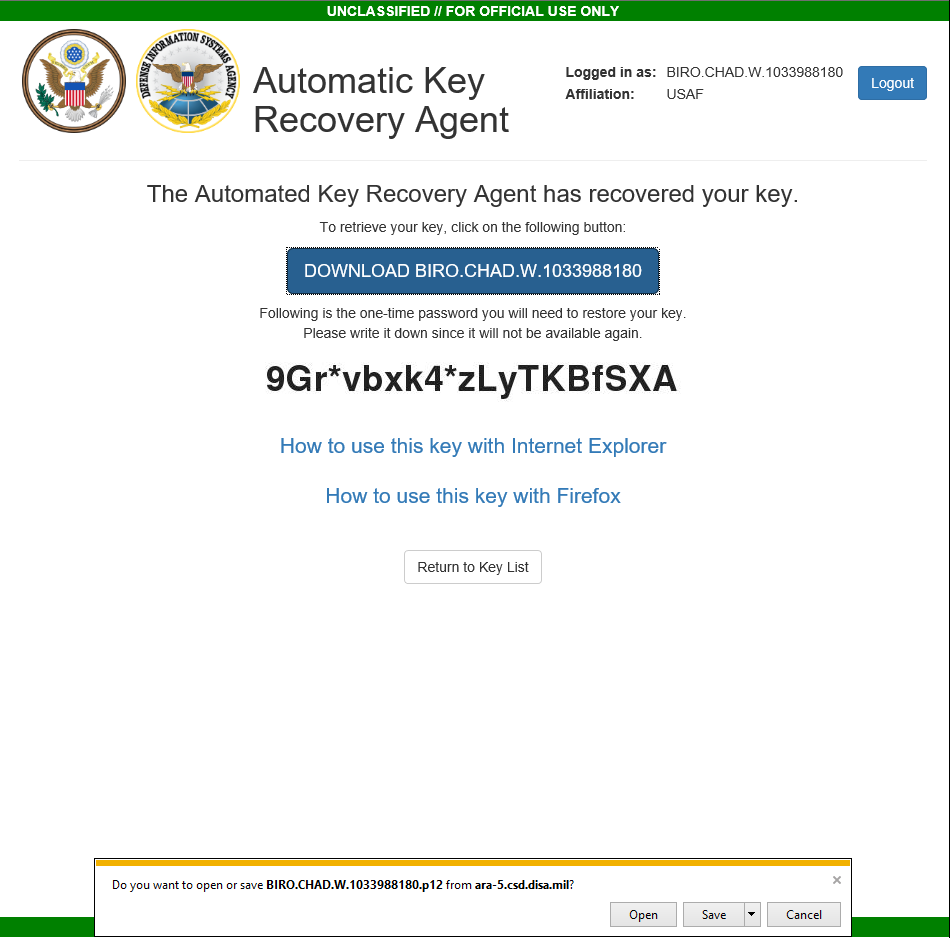 UNCLASSIFIED // FOR OFFICIAL USE ONLY
DEFENSE INFORMATION SYSTEMS AGENCY
Automatic Key
Recovery Agent
Logged in as: BIRO.CHAD.W.1033988180
Affiliation: USAF
Logout
The Automated Key Recovery Agent has recovered your key.
To retrieve your key, click on the following button:
DOWNLOAD BIRO.CHAD.W.1033988180
Following is the one-time password you will need to restore your key.
Please write it down since it will not be available again.
9Gr*vbxk4*zLyTKBfSXA
How to use this key with Internet Explorer
How to use this key with Firefox
Return to Key List
Do you want to open or save BIRO.CHAD.W.1033988180.p12 from ara-5.csd.disa.mil?
×
Open Save Cancel